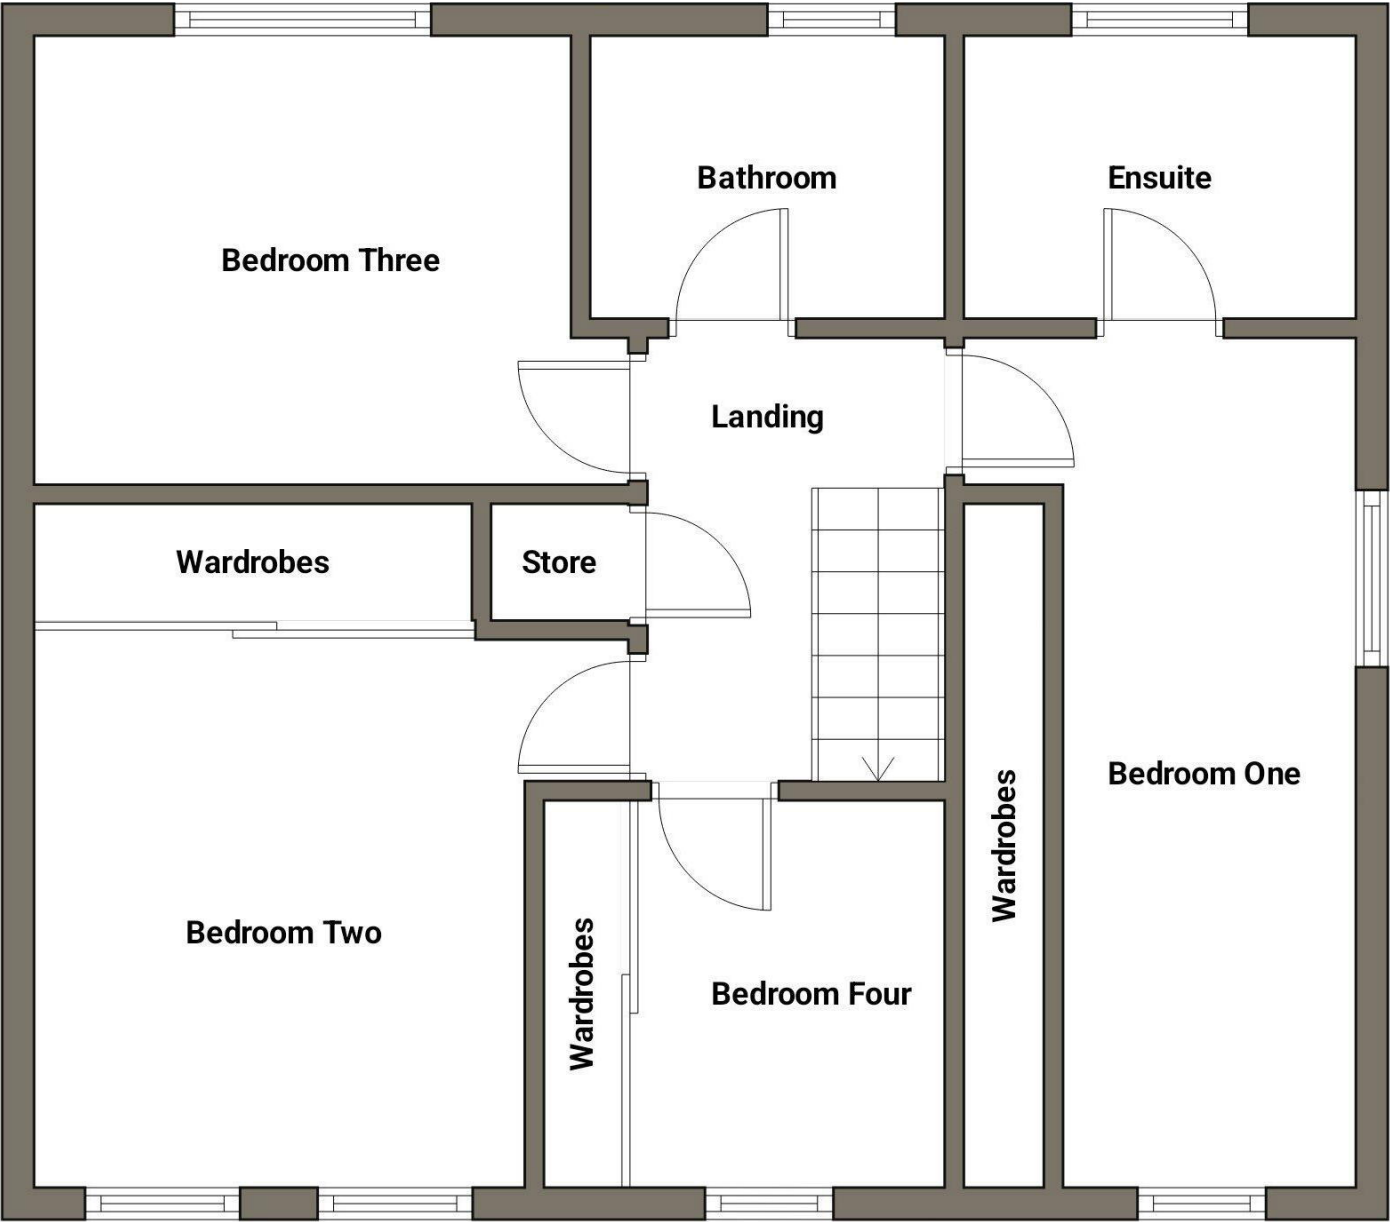 Bathroom
Ensuite
Bedroom Three
Landing
Wardrobes
Store
Bedroom One
Wardrobes
Bedroom Two
Wardrobes
Bedroom Four